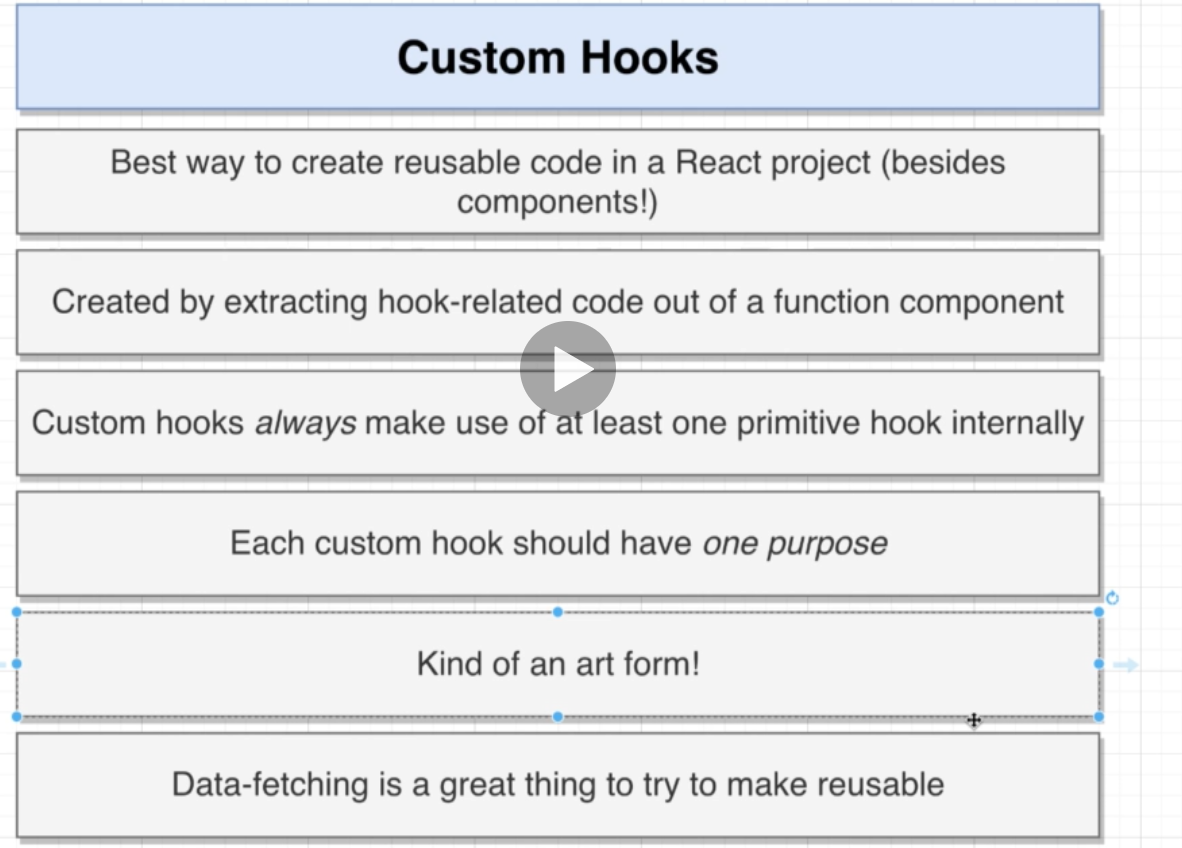 Custom Hooks
Best way to create reusable code in a React project (besides
components!)
Created by extracting hook-related code out of a function component
Custom hooks always make use of at least one primitive hook internally
Each custom hook should have one purpose
Kind of an art form!
Data-fetching is a great thing to try to make reusable